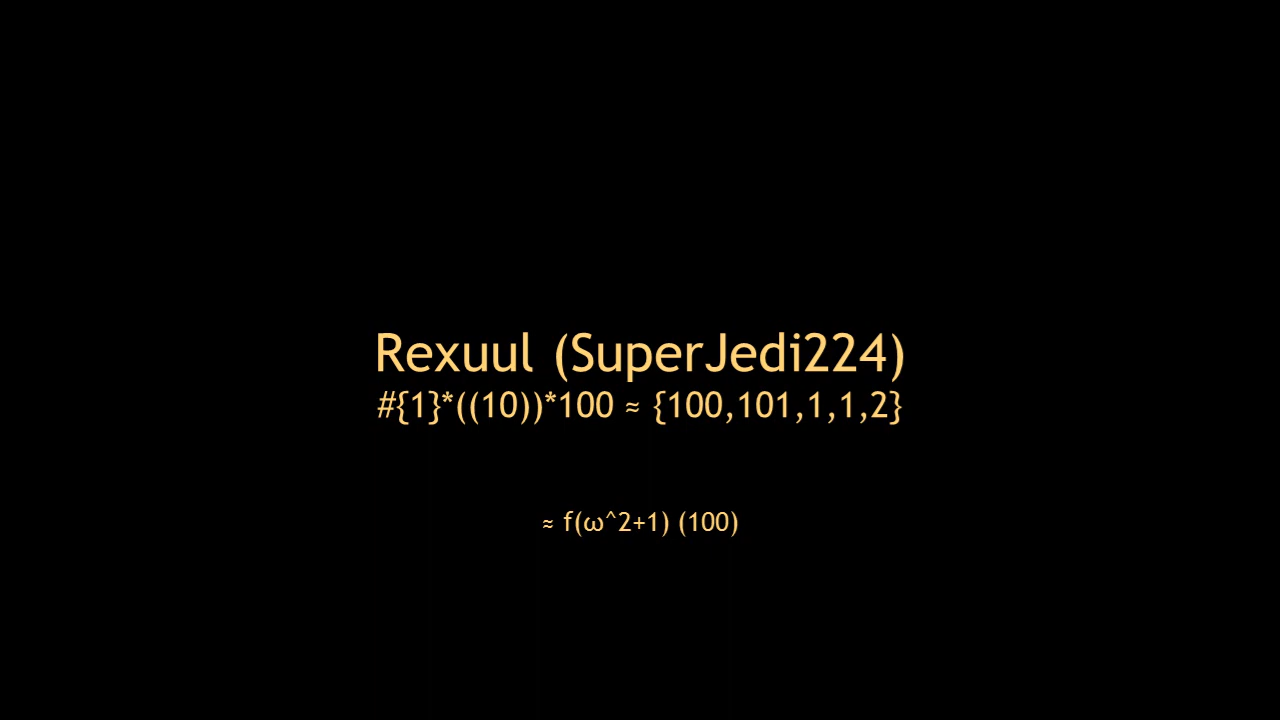 Rexuul (SuperJedi224)
#{1}*((10))*100 ≈ {100,101,1,1,2}
≈ f(ω^2+1) (100)